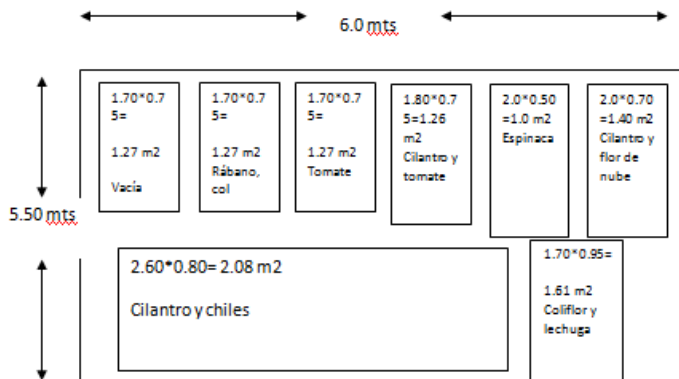 6.0 mts
1.70*0.7
5=
1.27 m2
Vacía
1.70*0.7
5=
1.27 m2
Rábano,
col
1.70*0.7
5=
1.27 m2
Tomate
1.80*0.7
5=1.26
m2
Cilantro y
tomate
2.0*0.50
=1.0 m2
Espinaca
2.0*0.70
=1.40 m2
Cilantro y
flor de
nube
5.50 mts
2.60*0.80= 2.08 m2
Cilantro y chiles
1.70*0.95=
1.61 m2
Coliflor y
lechuga